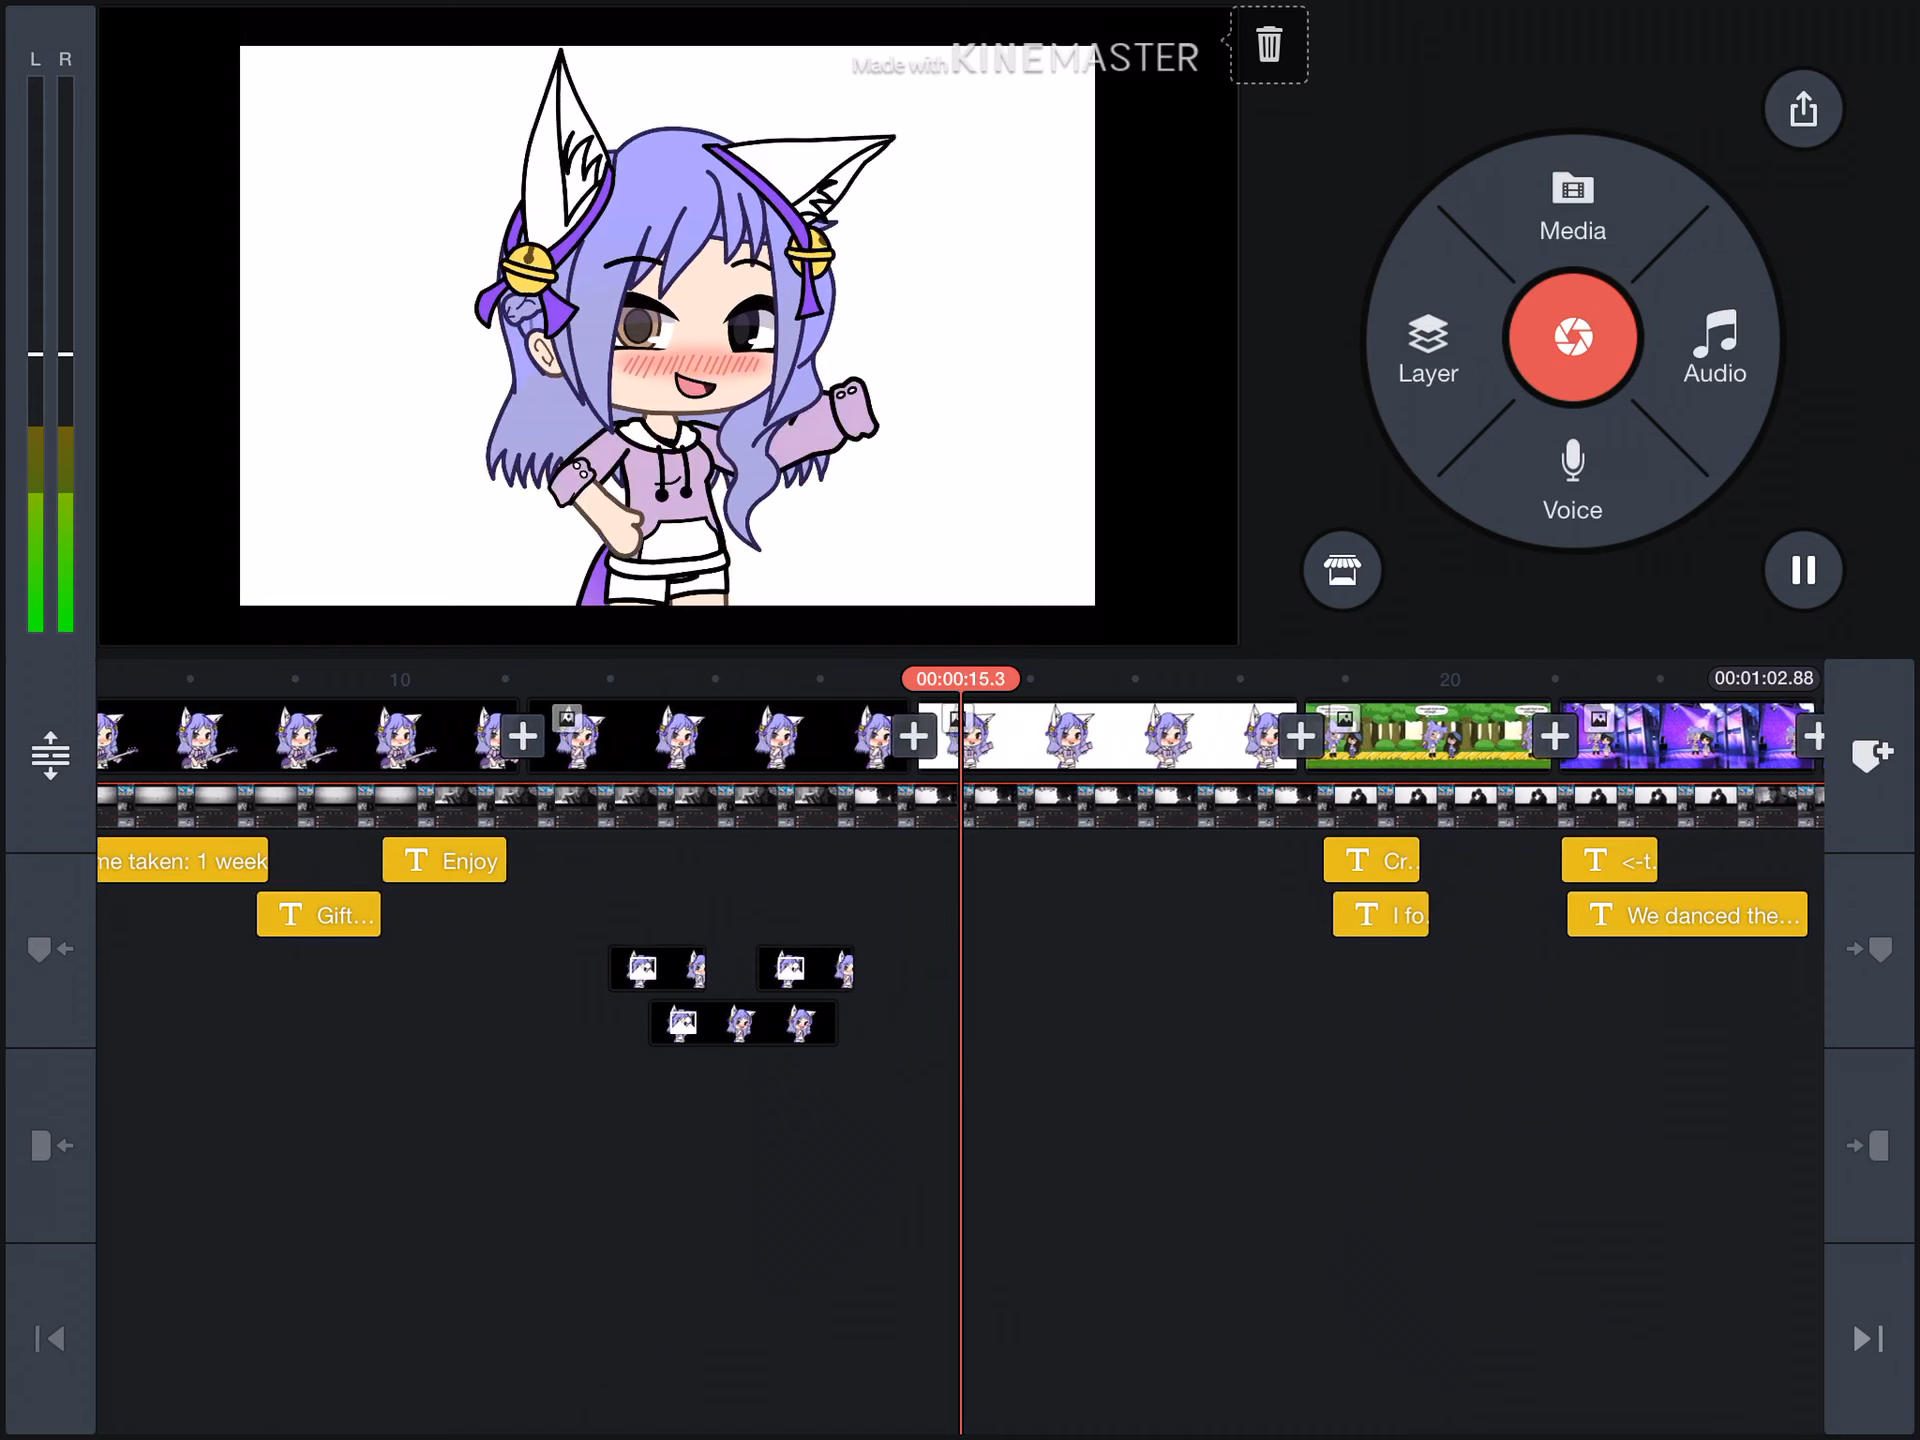 L R
Made with KINEMASTER
Media
Layer
Audio
Voice
10
00:00:15.3
20
00:01:02.88
me taken: 1 week
T Enjoy
T Cr..
T <-t.
T Gift...
T I fo.
T We danced the...